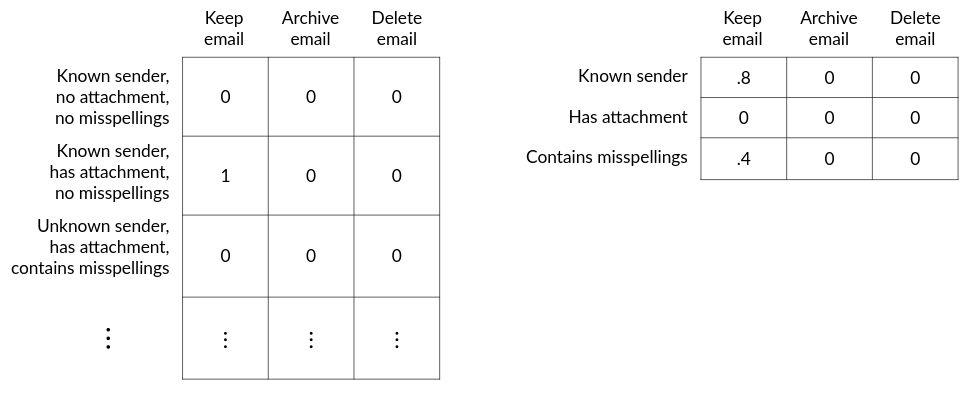 Keep email
Archive email
Delete email
Known sender,
no attachment,
no misspellings
0 0 0
Known sender,
has attachment,
no misspellings
1 0 0
Unknown sender,
has attachment,
contains misspellings
0 0 0
⋮ ⋮ ⋮ ⋮
Keep email
Archive email
Delete email
Known sender .8 0 0
Has attachment 0 0 0
Contains misspellings .4 0 0